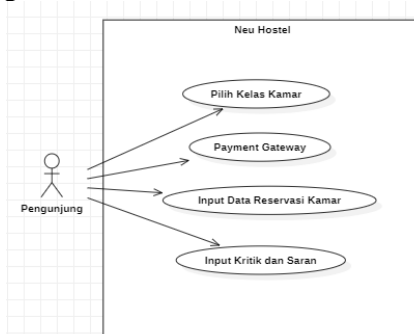 Neu Hostel
Pilih Kelas Kamar
Payment Gateway
Pengunjung
Input Data Reservasi Kamar
Input Kritik dan Saran